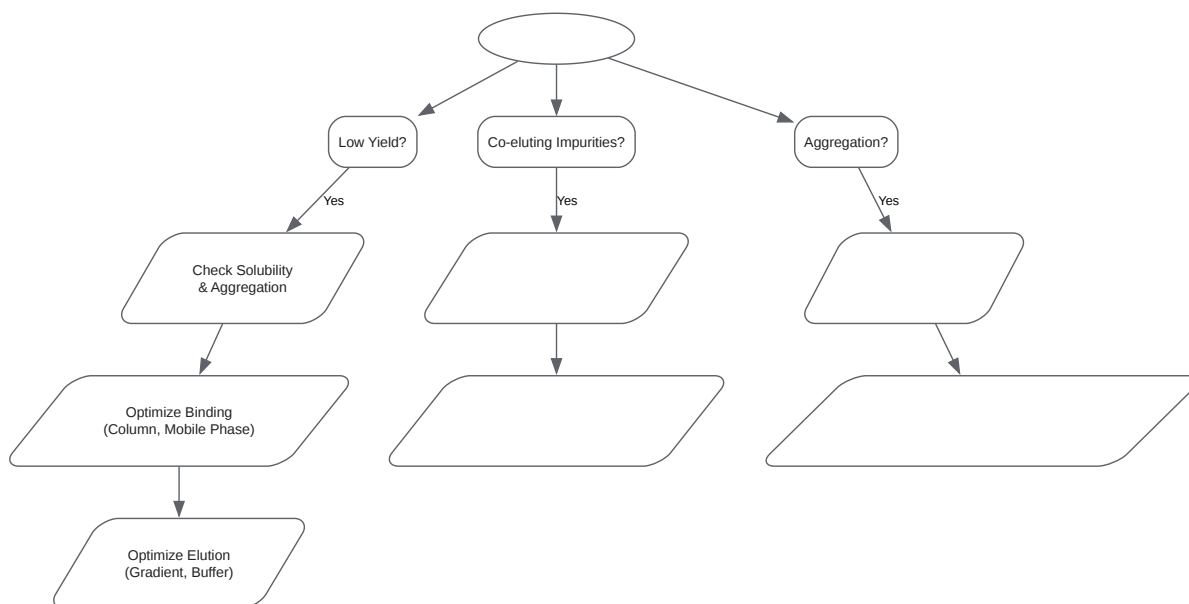 Low Yield?
Co-eluting Impurities?
Aggregation?
Yes
Yes
Yes
Check Solubility
& Aggregation
Optimize Binding
(Column, Mobile Phase)
Optimize Elution
(Gradient, Buffer)